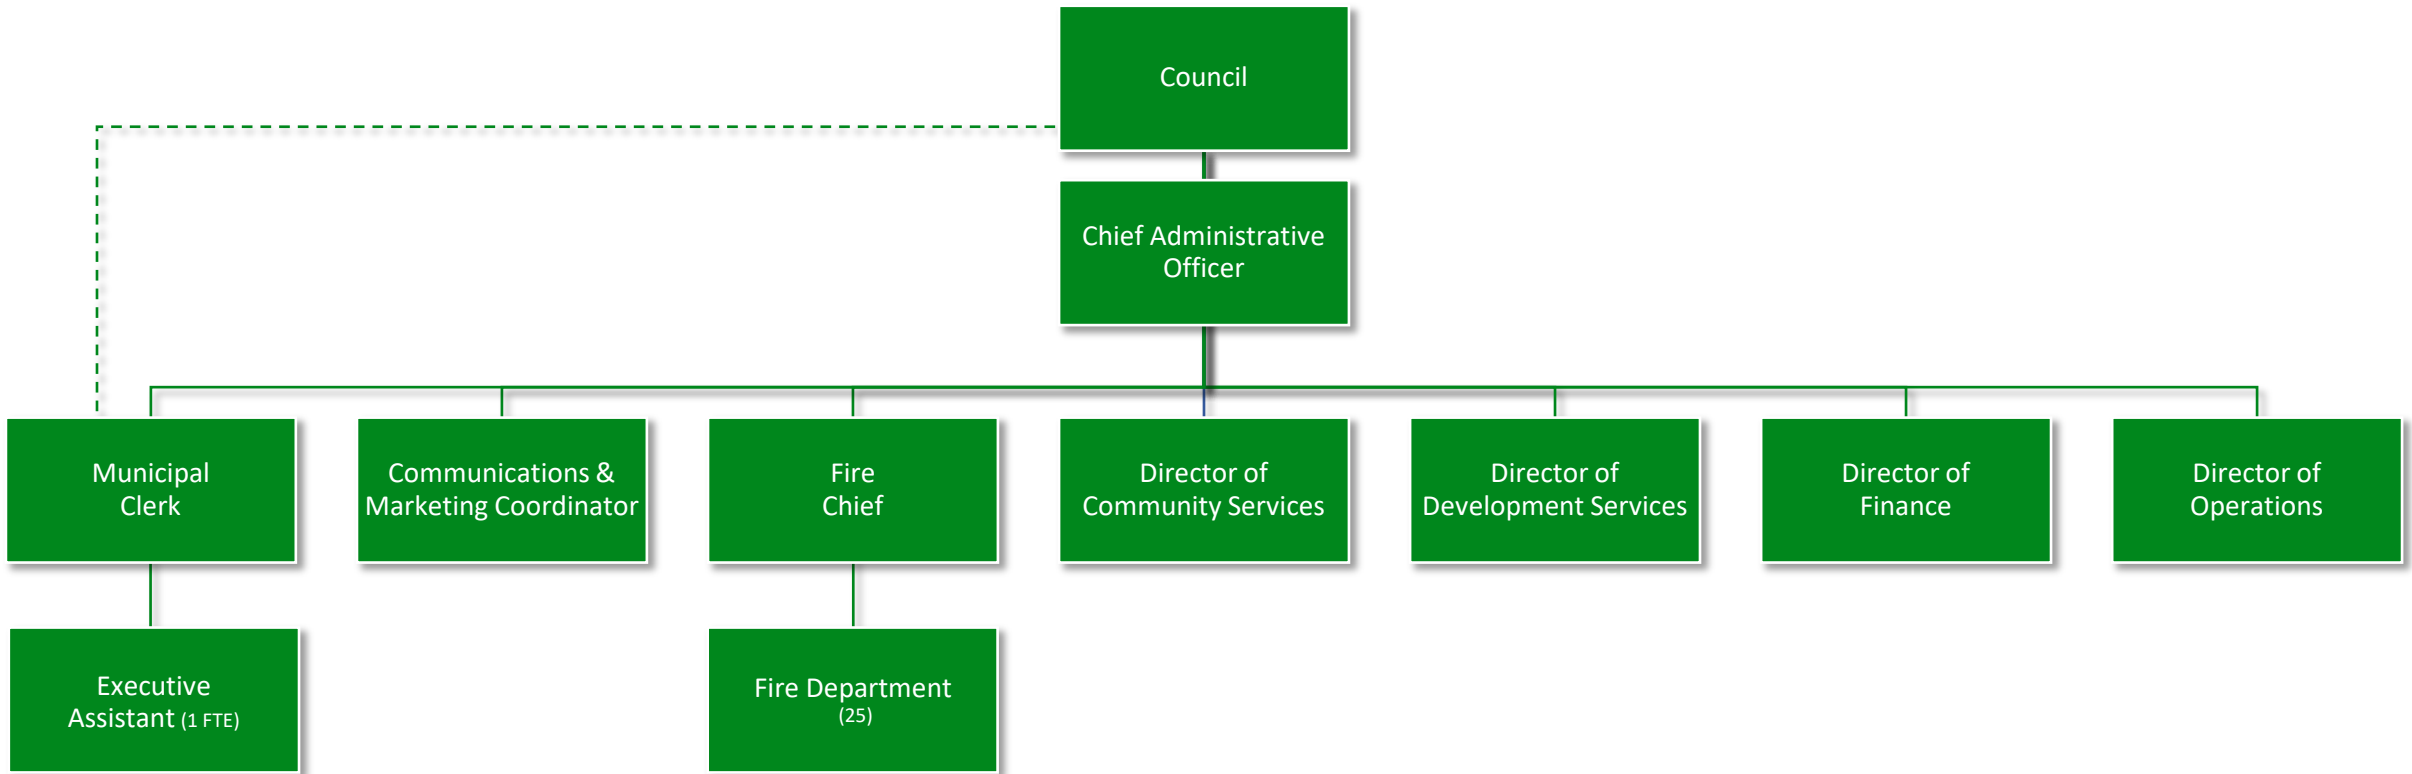 Council
Chief Administrative
Officer
Municipal
Clerk
Communications &
Marketing Coordinator
Fire
Chief
Director of
Community Services
Director of
Development Services
Director of
Finance
Director of
Operations
Executive
Assistant (1 FTE)
Fire Department
(25)